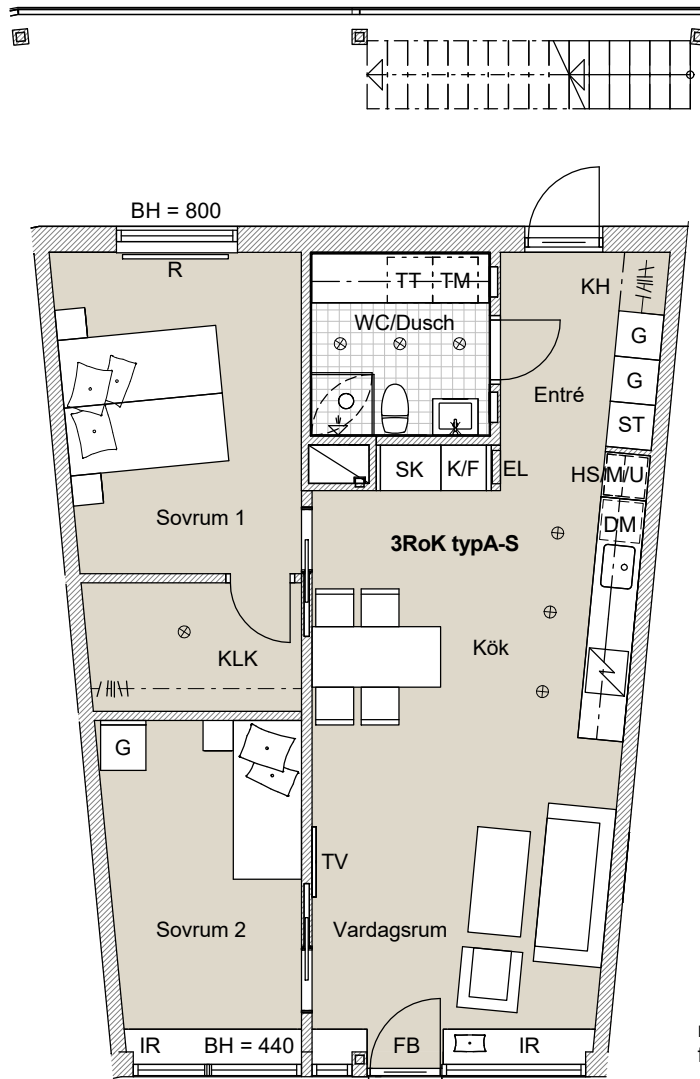 BH = 800
R
TT TM
KH
WC/Dusch
G
G
Entré
ST
SK K/F EL
HS/M/U
DM
Sovrum 1
3RoK typA-S
Kök
KLK
G
TV
Sovrum 2
Vardagsrum
IR BH = 440
FB
IR